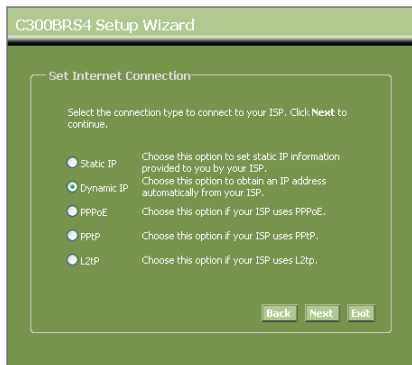 C300BRS4 Setup Wizard
Set Internet Connection
Select the connection type to connect to your ISP. Click Next to
continue.
Static IP
Choose this option to set static IP information
provided to you by your ISP.
Dynamic IP
Choose this option to obtain an IP address
automatically from your ISP.
PPPoE
Choose this option if your ISP uses PPPoE.
PPtP
Choose this option if your ISP uses PPtP.
L2tP
Choose this option if your ISP uses L2tp.
Back Next Exit